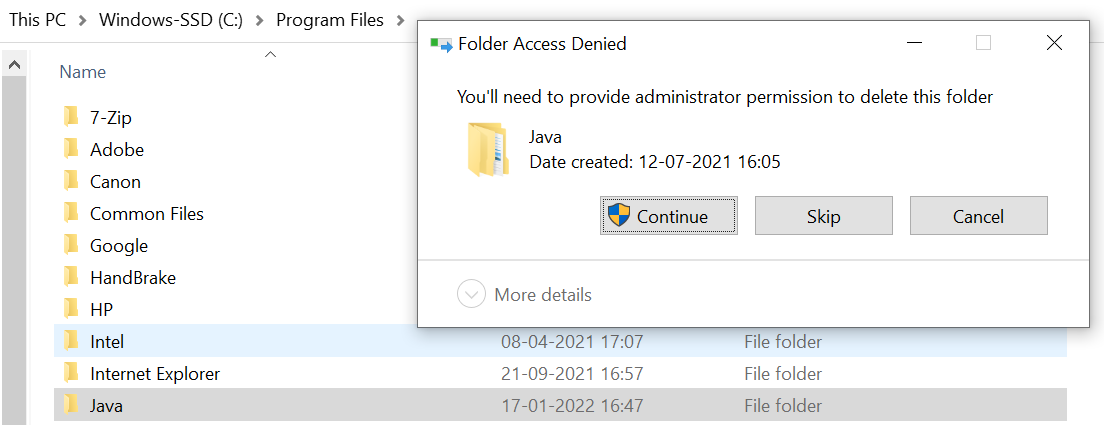 This PC > Windows-SSD (C:) > Program Files >
Folder Access Denied
You'll need to provide administrator permission to delete this folder
Java
Date created: 12-07-2021 16:05
Continue Skip Cancel
More details
Name
7-Zip
Adobe
Canon
Common Files
Google
HandBrake
HP
Intel 08-04-2021 17:07 File folder
Internet Explorer 21-09-2021 16:57 File folder
Java 17-01-2022 16:47 File folder